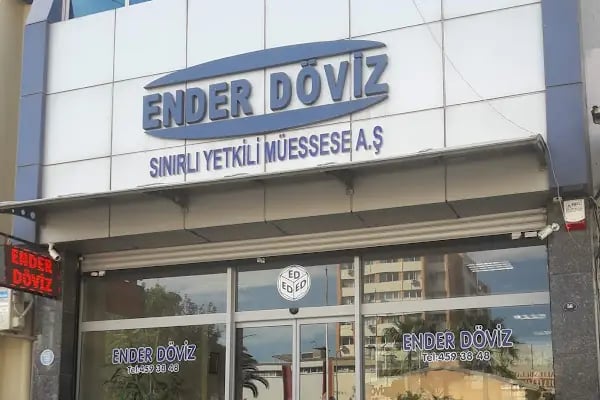 ENDER DÖVİZ
SINIRLI YETKİLİ MÜESSESE A.Ş
ENDER
DÖVİZ
ED
ED ED
ENDER DÖVİZ
Tel:459 38 48
ENDER DÖVİZ
Tel:459 38 48